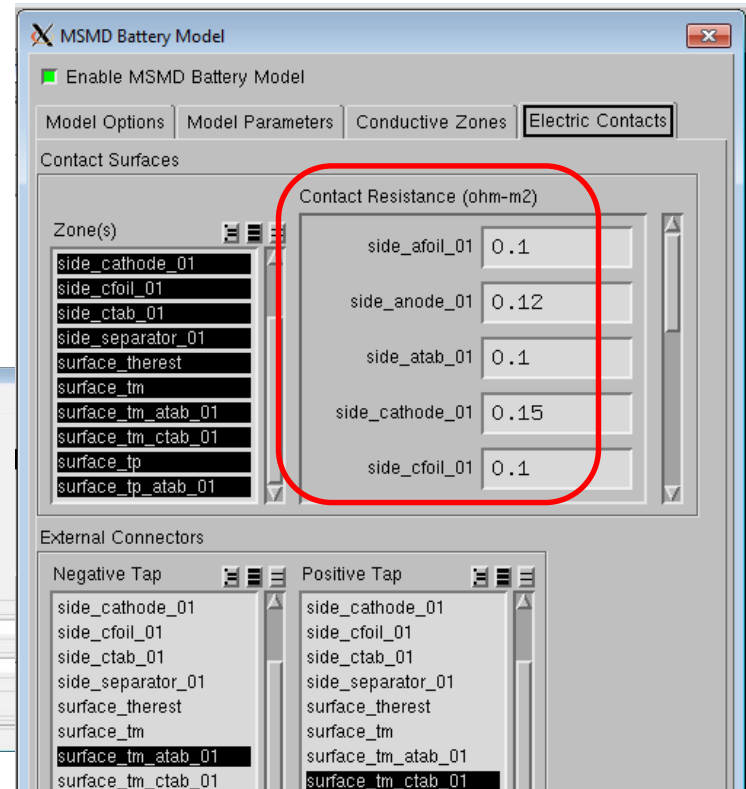 MSMD Battery Model
Enable MSMD Battery Model
Model Options Model Parameters Conductive Zones Electric Contacts
Contact Surfaces
Zone(s)
side_cathode_01
side_cfoil_01
side_ctab_01
side_separator_01
surface_therest
surface_tm
surface_tm_atab_01
surface_tm_ctab_01
surface_tp
surface_tp_atab_01
Contact Resistance (ohm-m2)
side_afoil_01 0.1
side_anode_01 0.12
side_atab_01 0.1
side_cathode_01 0.15
side_cfoil_01 0.1
External Connectors
Negative Tap
side_cathode_01
side_cfoil_01
side_ctab_01
side_separator_01
surface_therest
surface_tm
surface_tm_atab_01
surface_tm_ctab_01
Positive Tap
side_cathode_01
side_cfoil_01
side_ctab_01
side_separator_01
surface_therest
surface_tm
surface_tm_atab_01
surface_tm_ctab_01